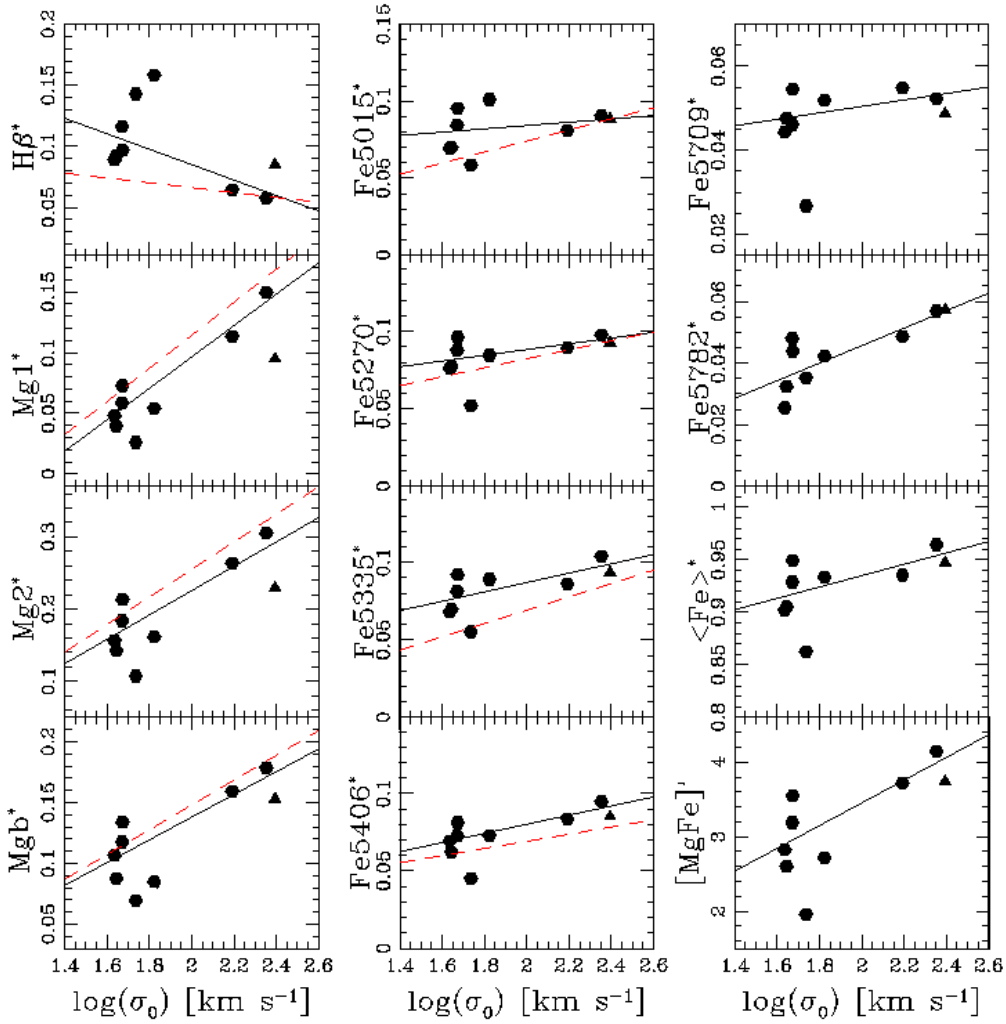 Hβ*
0.2
0.15
0.1
0.05
Fe5015*
0.15
0.1
0.05
0
Fe5709*
0.06
0.04
0.02
Mg1*
0.15
0.1
0.05
0
Fe5270*
0.1
0.05
0
Fe5782*
0.06
0.04
0.02
0
Mg2*
0.3
0.2
0.1
Fe5335*
0.1
0.05
0
<Fe>*
1
0.95
0.9
0.85
0.8
Mgb*
0.2
0.15
0.1
0.05
Fe5406*
0.1
0.05
0
[MgFe]'
4
3
2
1.4 1.6 1.8 2 2.2 2.4 2.6
1.4 1.6 1.8 2 2.2 2.4 2.6
1.4 1.6 1.8 2 2.2 2.4 2.6
log(σ₀) [km s⁻¹]
log(σ₀) [km s⁻¹]
log(σ₀) [km s⁻¹]